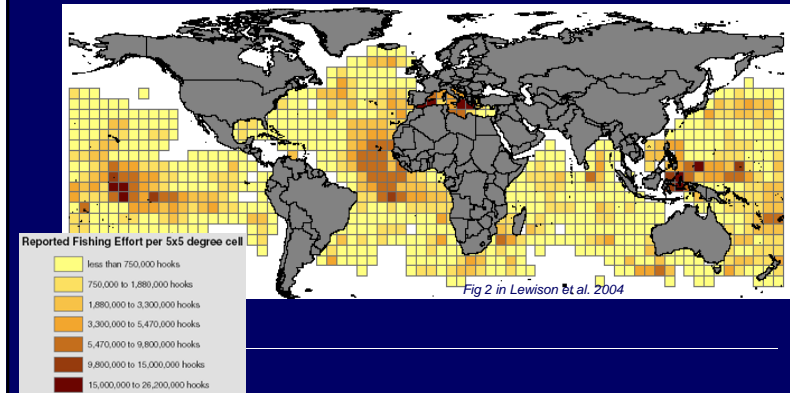 Fig 2 in Lewison et al. 2004
Reported Fishing Effort per 5x5 degree cell
less than 750,000 hooks
750,000 to 1,880,000 hooks
1,880,000 to 3,300,000 hooks
3,300,000 to 5,470,000 hooks
5,470,000 to 9,800,000 hooks
9,800,000 to 15,000,000 hooks
15,000,000 to 26,200,000 hooks